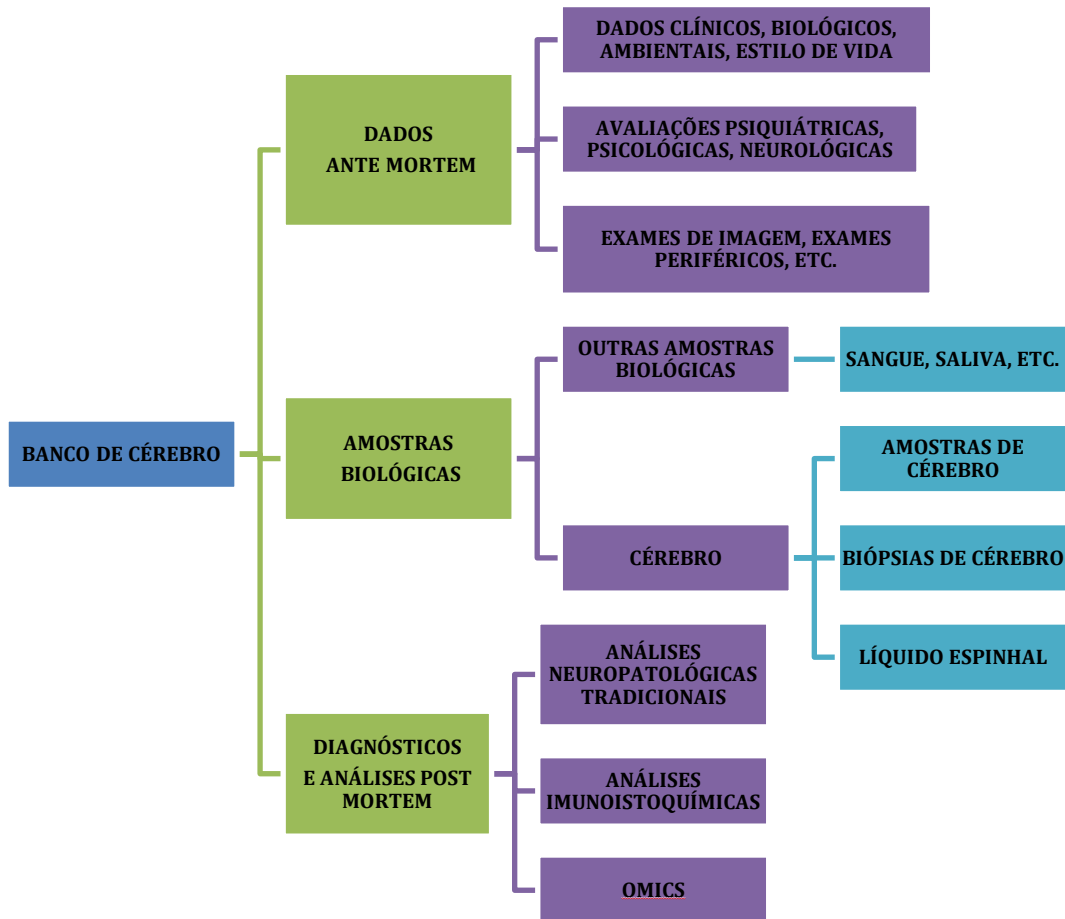 BANCO DE CÉREBRO
DADOS
ANTE MORTEM
DADOS CLÍNICOS, BIOLÓGICOS,
AMBIENTAIS, ESTILO DE VIDA
AVALIAÇÕES PSIQUIÁTRICAS,
PSICOLÓGICAS, NEUROLÓGICAS
EXAMES DE IMAGEM, EXAMES
PERIFÉRICOS, ETC.
AMOSTRAS
BIOLÓGICAS
OUTRAS AMOSTRAS
BIOLÓGICAS
SANGUE, SALIVA, ETC.
CÉREBRO
AMOSTRAS DE
CÉREBRO
BIÓPSIAS DE CÉREBRO
LÍQUIDO ESPINHAL
DIAGNÓSTICOS
E ANÁLISES POST
MORTEM
ANÁLISES
NEUROPATOLÓGICAS
TRADICIONAIS
ANÁLISES
IMUNOISTOQUÍMICAS
OMICS